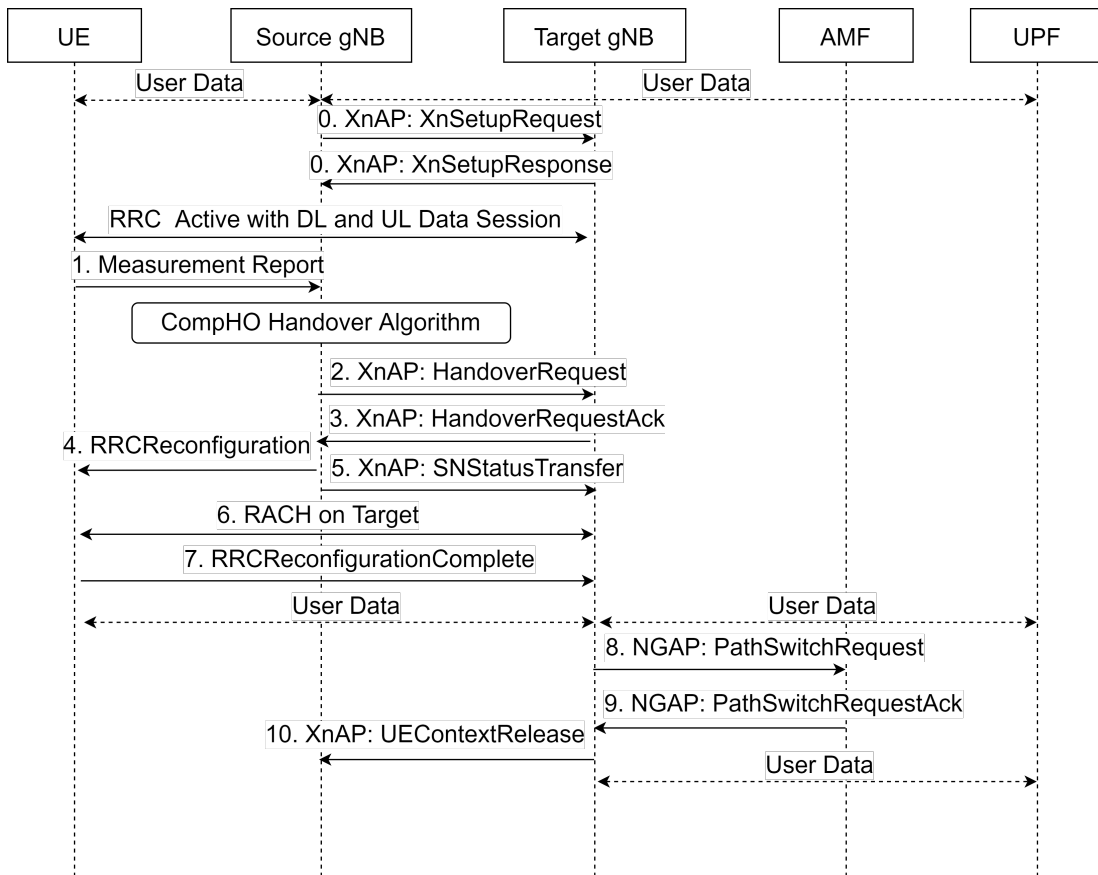 UE
Source gNB
Target gNB
AMF
UPF
User Data
User Data
0. XnAP: XnSetupRequest
0. XnAP: XnSetupResponse
RRC  Active with DL and UL Data Session
1. Measurement Report
CompHO Handover Algorithm
2. XnAP: HandoverRequest
3. XnAP: HandoverRequestAck
4. RRCReconfiguration
5. XnAP: SNStatusTransfer
6. RACH on Target
7. RRCReconfigurationComplete
User Data
User Data
8. NGAP: PathSwitchRequest
9. NGAP: PathSwitchRequestAck
10. XnAP: UEContextRelease
User Data